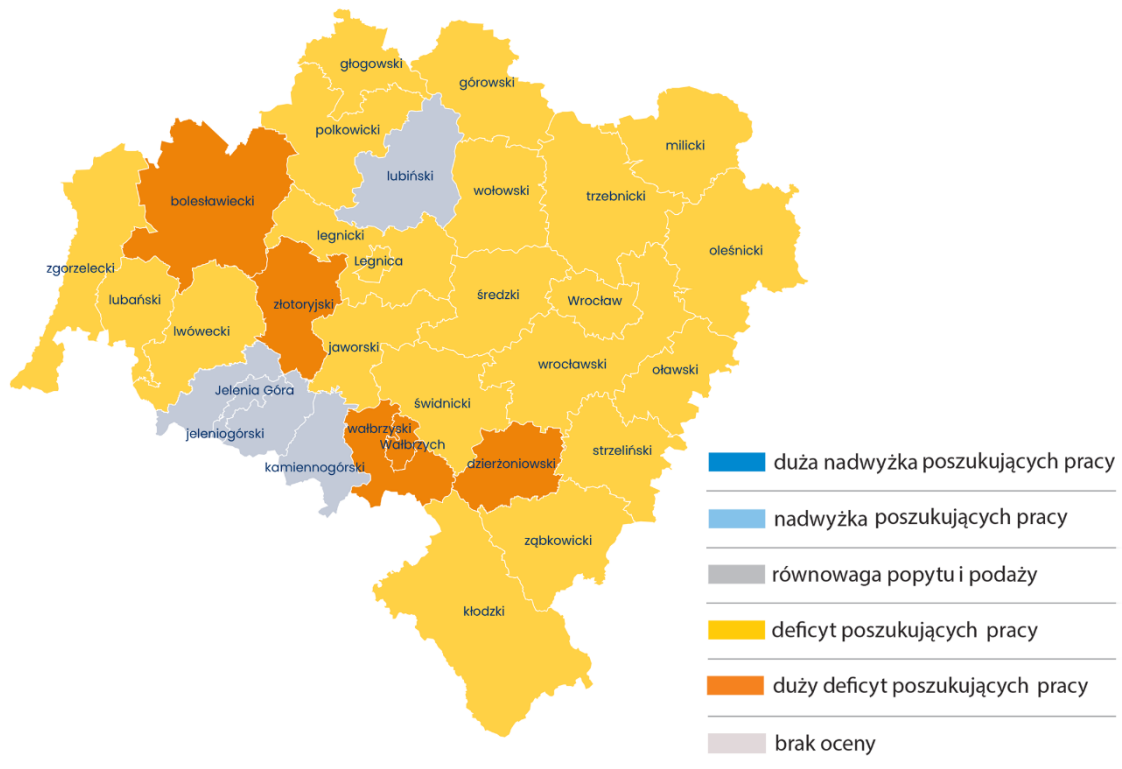 głogowski
górowski
polkowicki
milicki
lubiński
wołowski
trzebnicki
bolesławiecki
legnicki
Legnica
oleśnicki
zgorzelecki
lubański
złotoryjski
średzki
Wrocław
lwówecki
jaworski
wrocławski
oławski
Jelenia Góra
świdnicki
jeleniogórski
wałbrzyski
Wałbrzych
kamiennogórski
dzierżoniowski
strzeliński
ząbkowicki
kłodzki
duża nadwyżka poszukujących pracy
nadwyżka poszukujących pracy
równowaga popytu i podaży
deficyt poszukujących pracy
duży deficyt poszukujących pracy
brak oceny